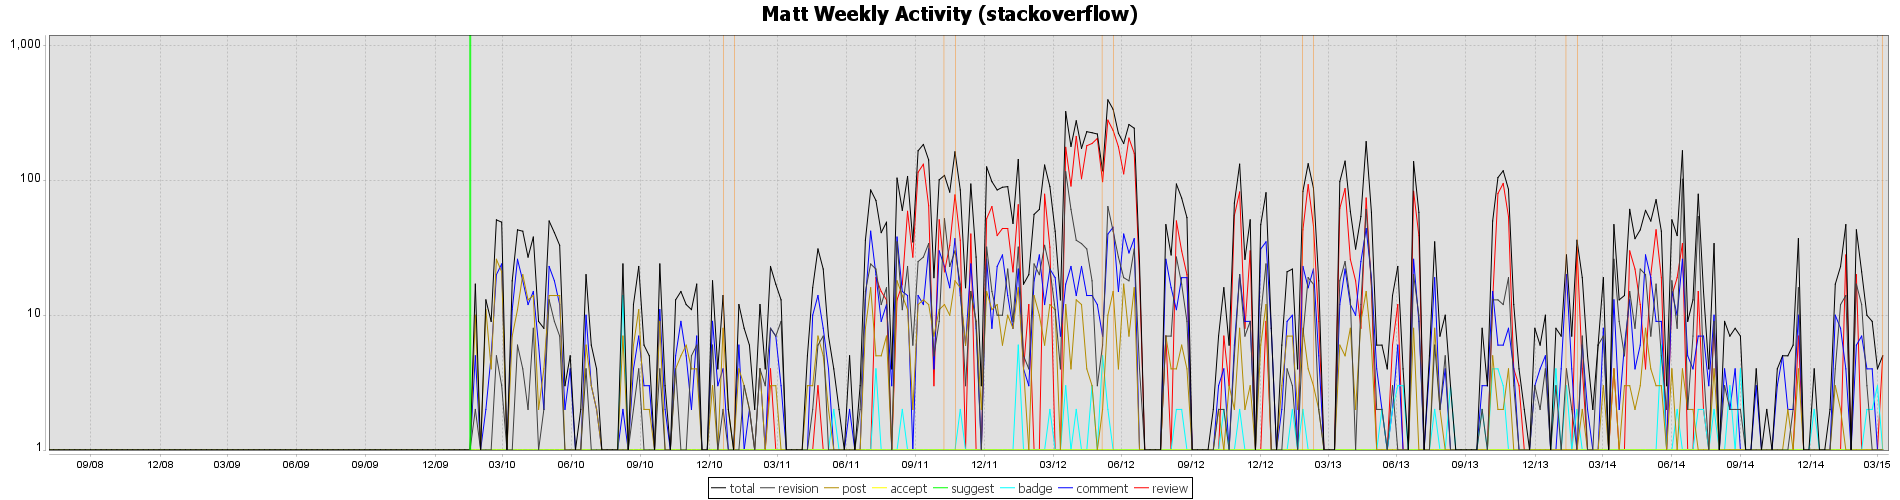 Matt Weekly Activity (stackoverflow)
1,000
100
10
1
09/08 12/08 03/09 06/09 09/09 12/09 03/10 06/10 09/10 12/10 03/11 06/11 09/11 12/11 03/12 06/12 09/12 12/12 03/13 06/13 09/13 12/13 03/14 06/14 09/14 12/14 03/15
total revision post accept suggest badge comment review